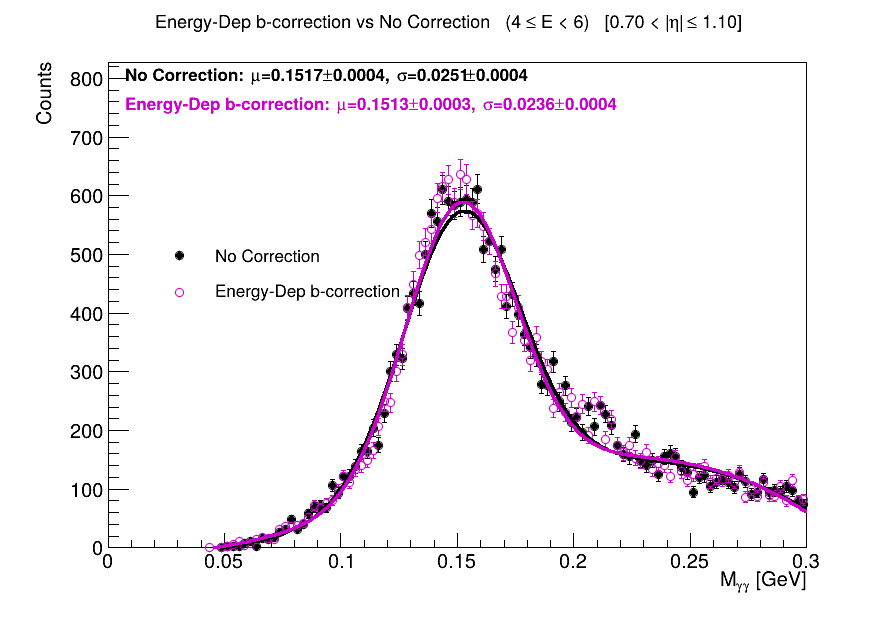 Energy-Dep b-correction vs No Correction (4 ≤ E < 6) [0.70 < |η| ≤ 1.10]
Counts
No Correction: μ=0.1517±0.0004, σ=0.0251±0.0004
Energy-Dep b-correction: μ=0.1513±0.0003, σ=0.0236±0.0004
800
700
600
500
400
300
200
100
0
No Correction
Energy-Dep b-correction
0 0.05 0.1 0.15 0.2 0.25 0.3
M_γγ [GeV]